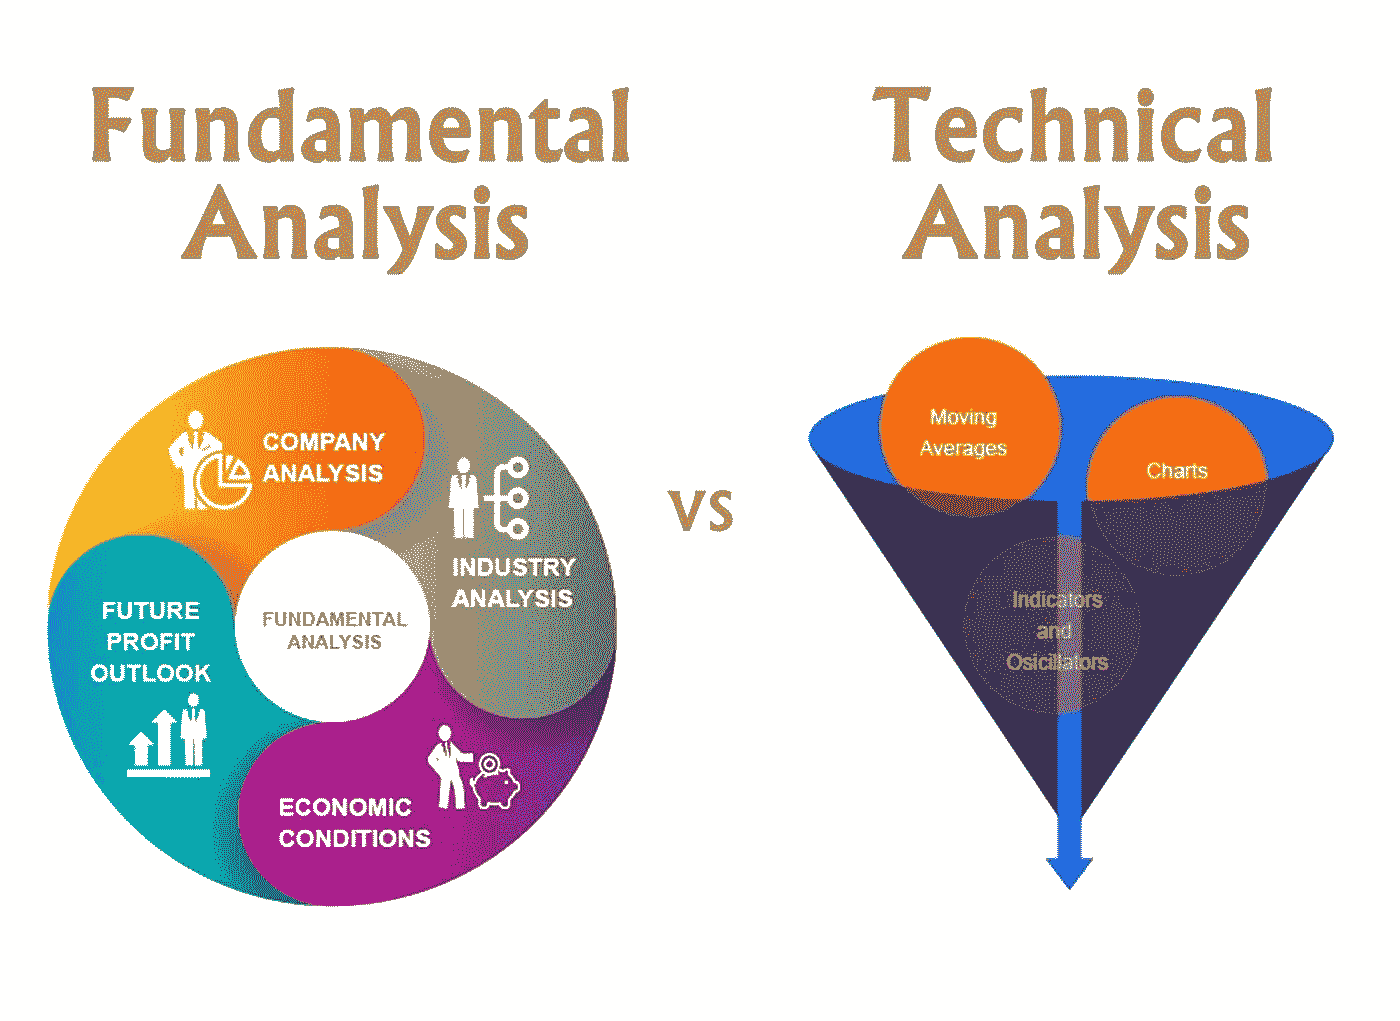 Fundamental
Analysis
Technical
Analysis
COMPANY
ANALYSIS
INDUSTRY
ANALYSIS
FUTURE
PROFIT
OUTLOOK
FUNDAMENTAL
ANALYSIS
ECONOMIC
CONDITIONS
vs
Moving
Averages
Charts
Indicators
and
Osicillators